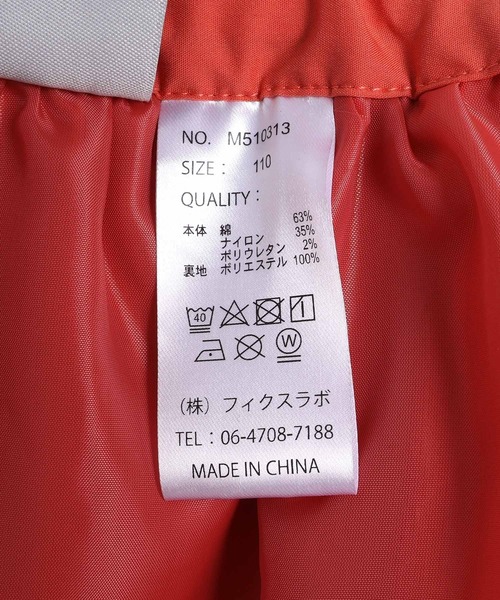 NO. M510313
SIZE: 110
QUALITY:
本体 綿 63%
ナイロン 35%
ポリウレタン 2%
裏地 ポリエステル 100%
40
W
(株) フィクスラボ
TEL: 06-4708-7188
MADE IN CHINA